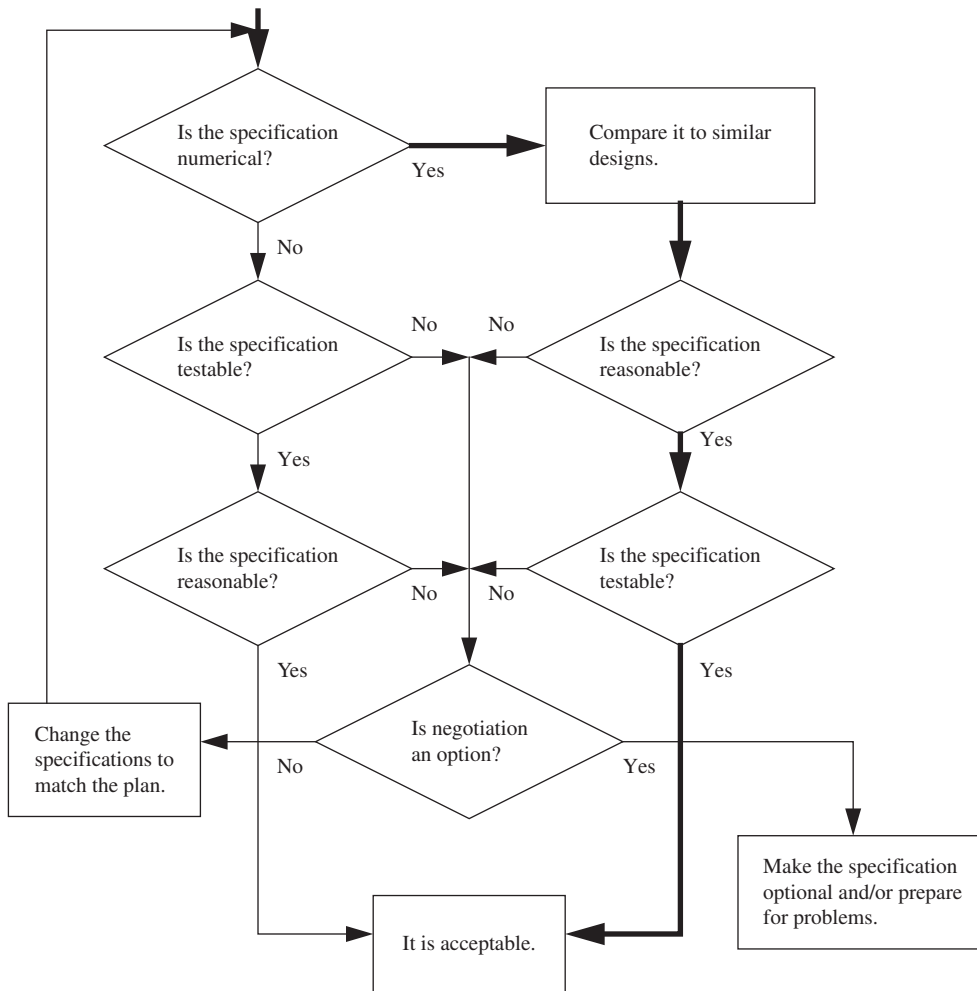 Is the specification
numerical?
Yes
Compare it to similar
designs.
No
Is the specification
testable?
No
No
Is the specification
reasonable?
Yes
Yes
Is the specification
reasonable?
No
No
Is the specification
testable?
Yes
Yes
Change the
specifications to
match the plan.
No
Is negotiation
an option?
Yes
Make the specification
optional and/or prepare
for problems.
It is acceptable.